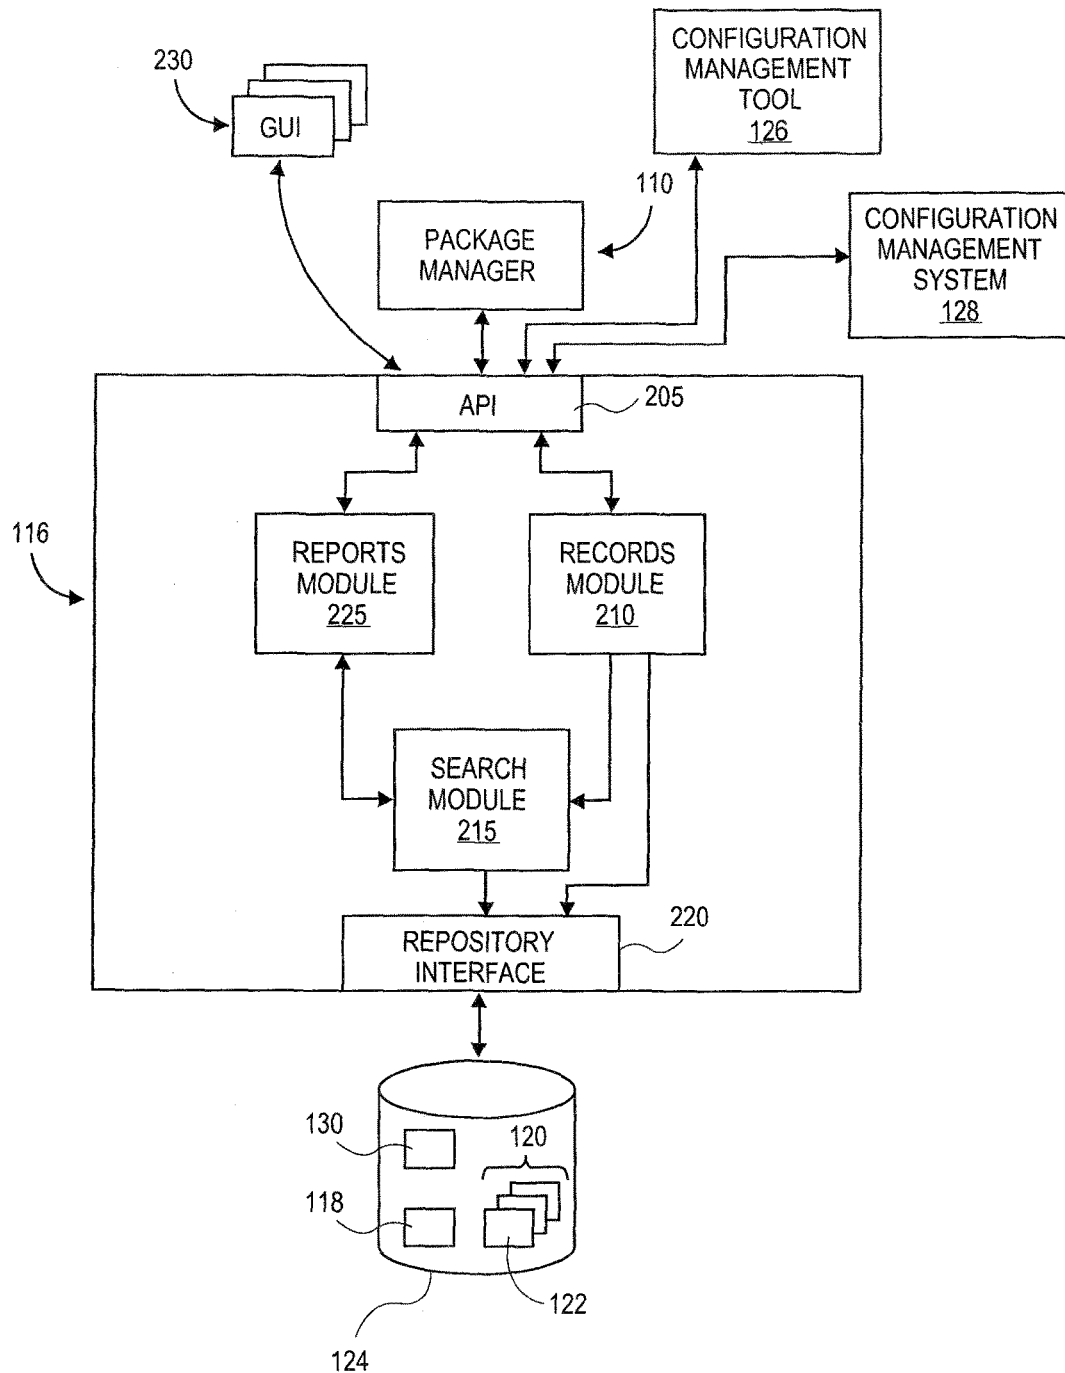 230
GUI
CONFIGURATION
MANAGEMENT
TOOL
126
110
PACKAGE
MANAGER
CONFIGURATION
MANAGEMENT
SYSTEM
128
API
205
116
REPORTS
MODULE
225
RECORDS
MODULE
210
SEARCH
MODULE
215
220
REPOSITORY
INTERFACE
130
120
118
122
124